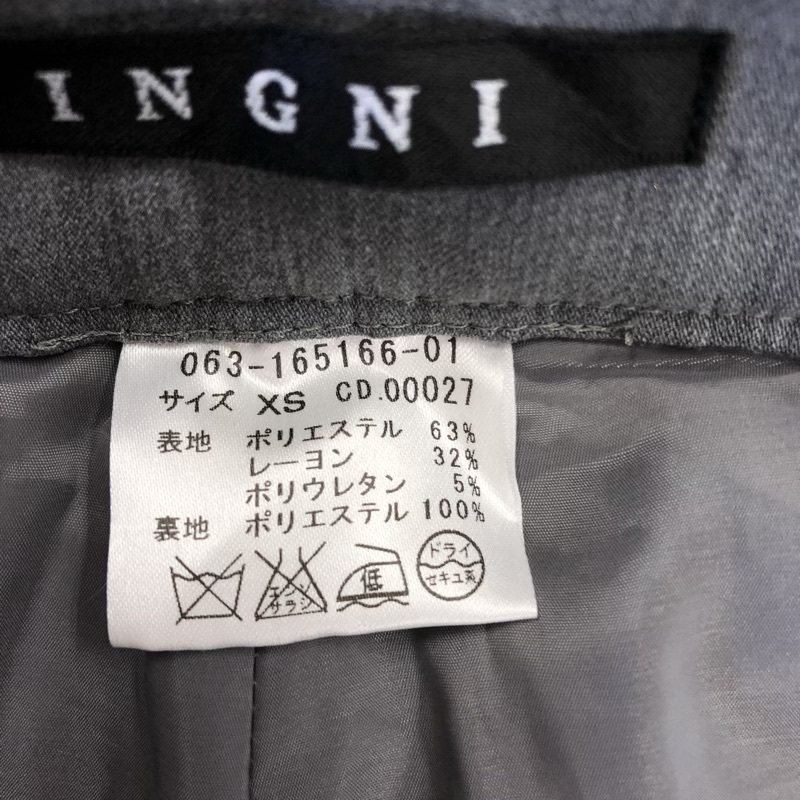 INGNI
063-165166-01
サイズ XS CD.00027
表地 ポリエステル 63%
レーヨン 32%
ポリウレタン 5%
裏地 ポリエステル 100%
エンソ
サラシ
低
ドライ
セキユ系